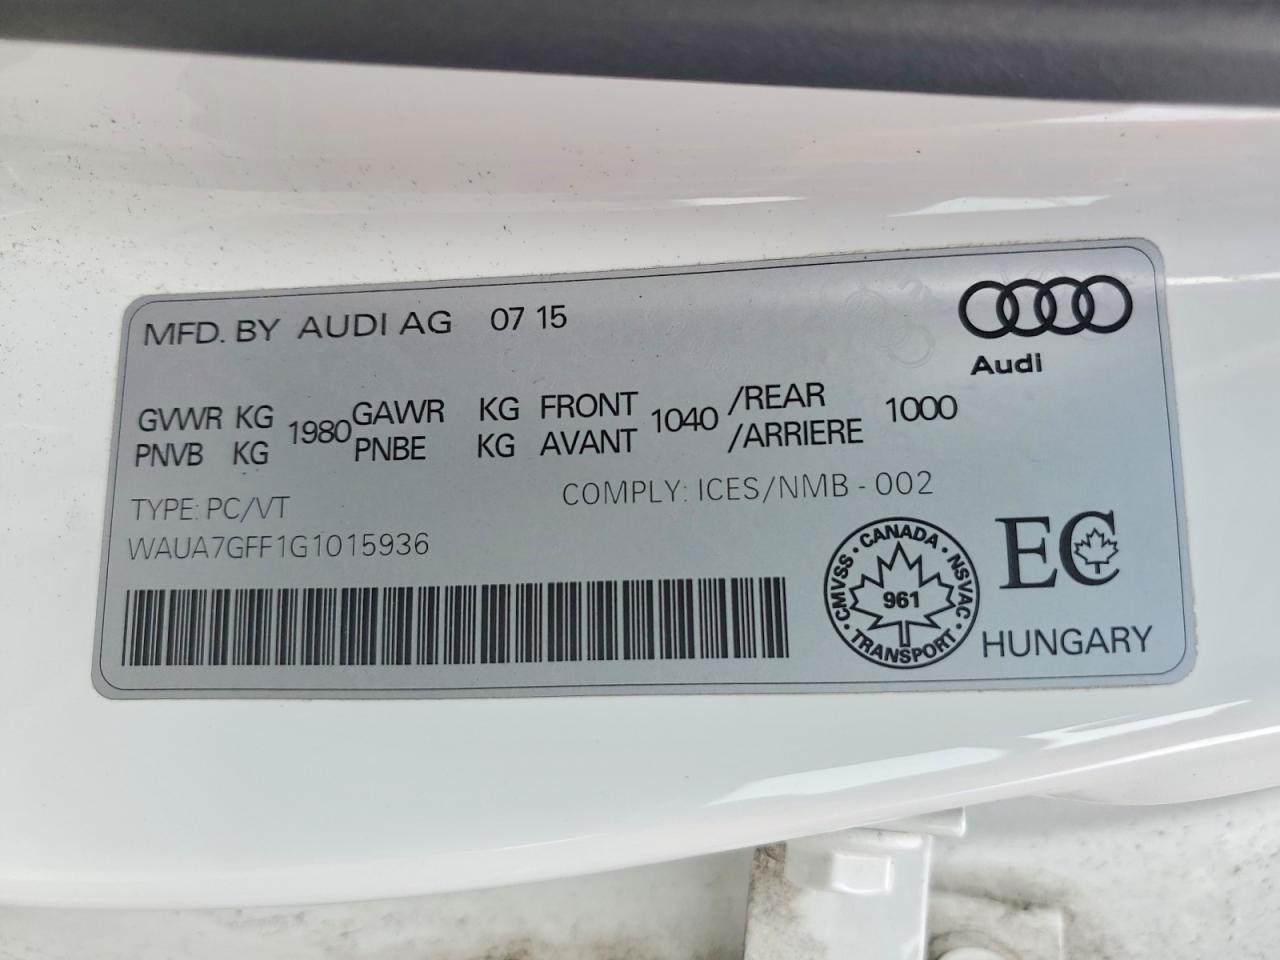 MFD. BY AUDI AG 07 15
Audi
GVWR KG 1980 GAWR KG FRONT 1040 /REAR 1000
PNVB KG PNBE KG AVANT /ARRIERE
TYPE: PC/VT COMPLY: ICES/NMB - 002
WAUA7GFF1G1015936
CMVSS • CANADA • NSVAC • TRANSPORT •
961
EC
HUNGARY